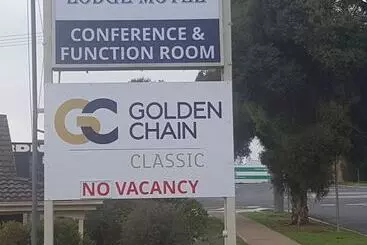 LODGE MOTEL
CONFERENCE &
FUNCTION ROOM
GC GOLDEN
CHAIN
CLASSIC
NO VACANCY